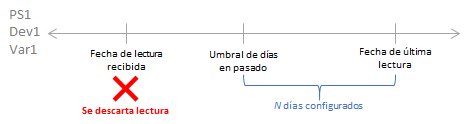 PS1
Dev1
Var1
Fecha de lectura
recibida
Umbral de días
en pasado
Fecha de última
lectura
Se descarta lectura
N días configurados